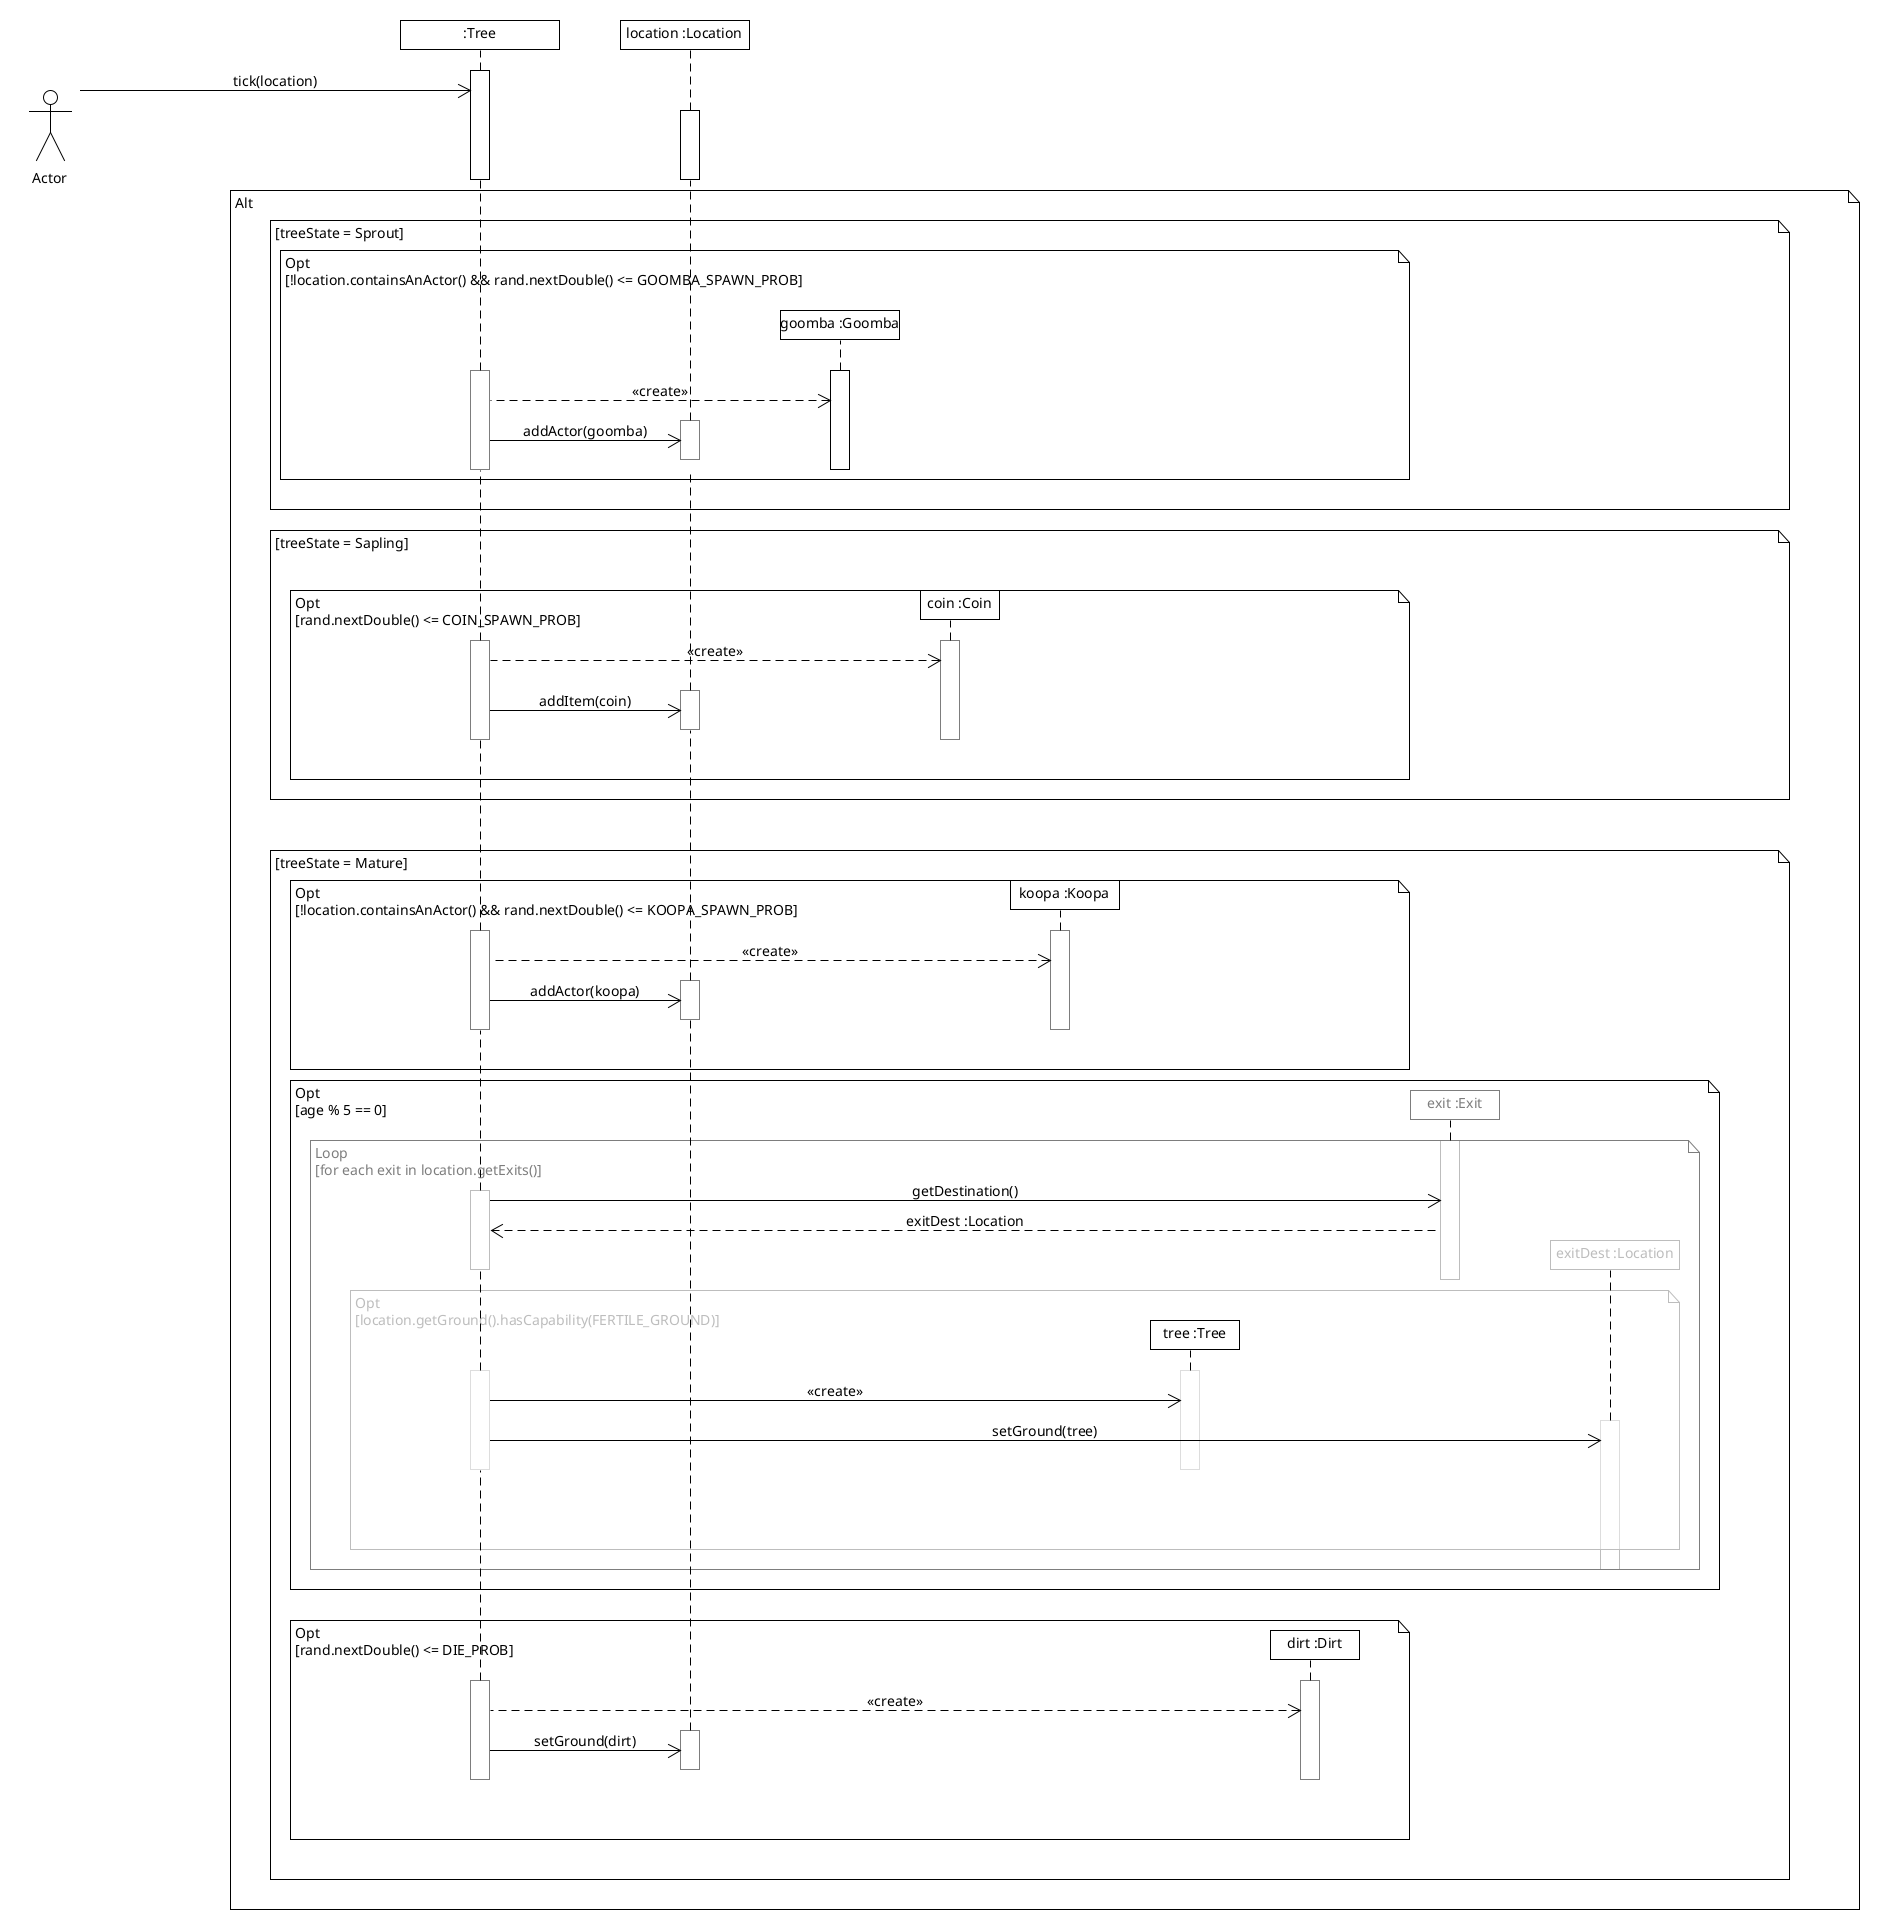 :Tree
location :Location
tick(location)
Actor
Alt
[treeState = Sprout]
Opt
[!location.containsAnActor() && rand.nextDouble() <= GOOMBA_SPAWN_PROB]
goomba :Goomba
«create»
addActor(goomba)
[treeState = Sapling]
Opt
[rand.nextDouble() <= COIN_SPAWN_PROB]
coin :Coin
«create»
addItem(coin)
[treeState = Mature]
Opt
[!location.containsAnActor() && rand.nextDouble() <= KOOPA_SPAWN_PROB]
koopa :Koopa
«create»
addActor(koopa)
Opt
[age % 5 == 0]
exit :Exit
Loop
[for each exit in location.getExits()]
getDestination()
exitDest :Location
exitDest :Location
Opt
[location.getGround().hasCapability(FERTILE_GROUND)]
tree :Tree
«create»
setGround(tree)
Opt
[rand.nextDouble() <= DIE_PROB]
dirt :Dirt
«create»
setGround(dirt)